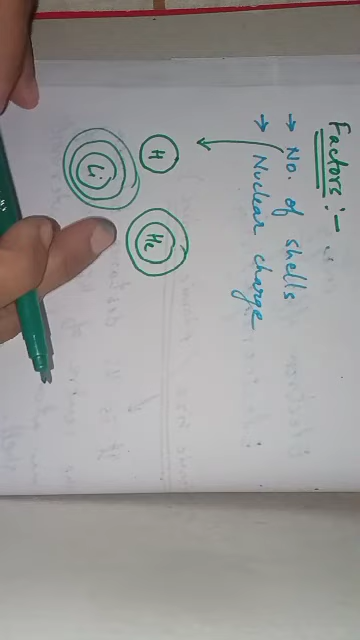 Factors :-
→ No. of shells
→ Nuclear charge
H
He
Li